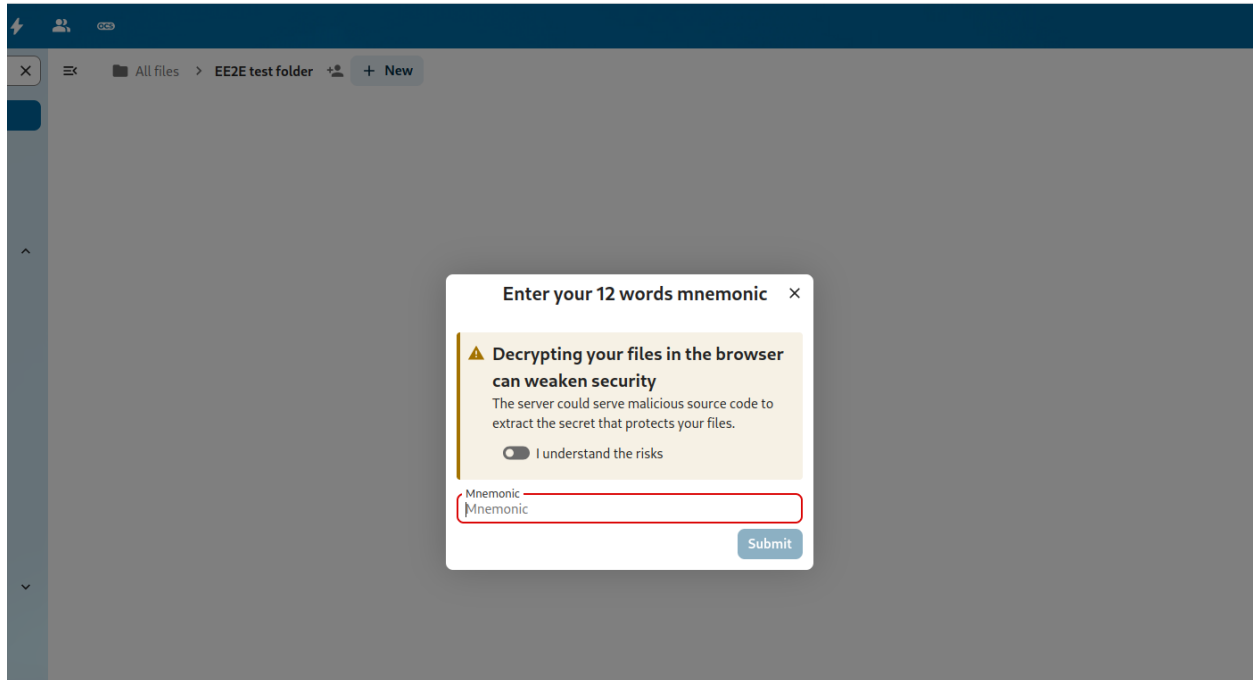 ocs
All files > EE2E test folder + New
Enter your 12 words mnemonic
Decrypting your files in the browser
can weaken security
The server could serve malicious source code to
extract the secret that protects your files.
I understand the risks
Mnemonic
Mnemonic
Submit